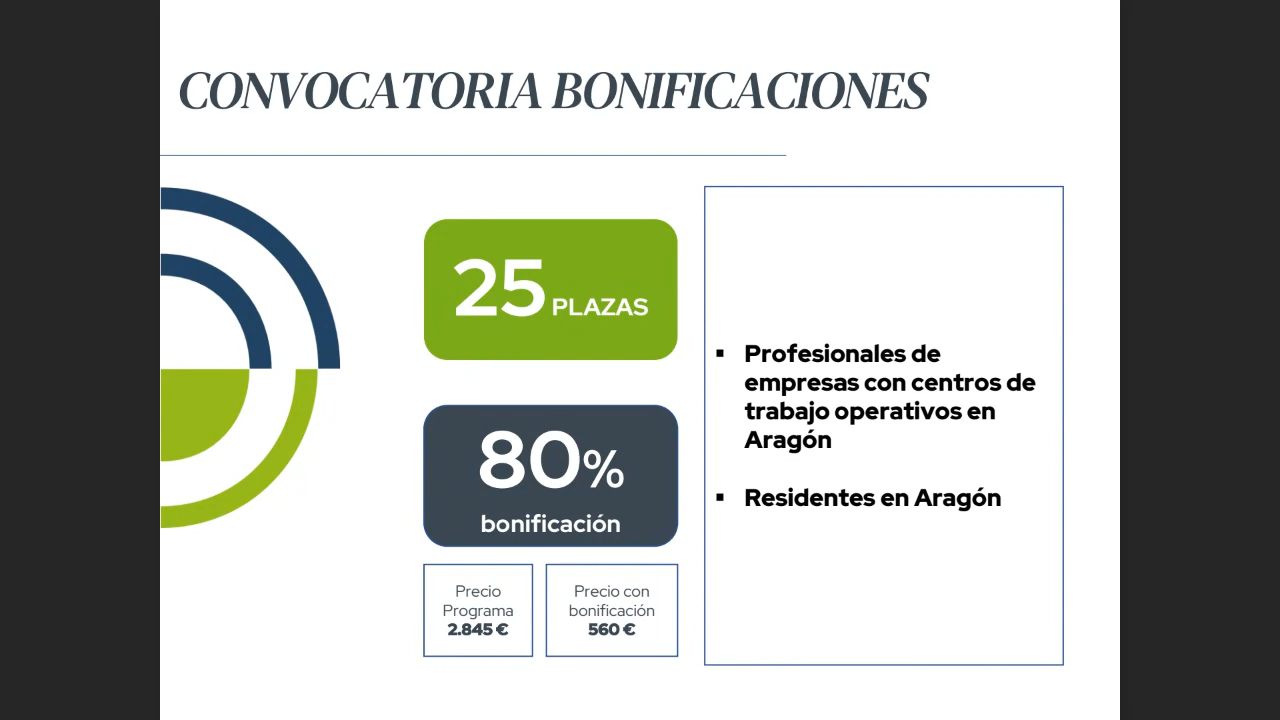 CONVOCATORIA BONIFICACIONES
25 PLAZAS
80%
bonificación
Precio
Programa
2.845 €
Precio con
bonificación
560 €
▪ Profesionales de
empresas con centros de
trabajo operativos en
Aragón
▪ Residentes en Aragón